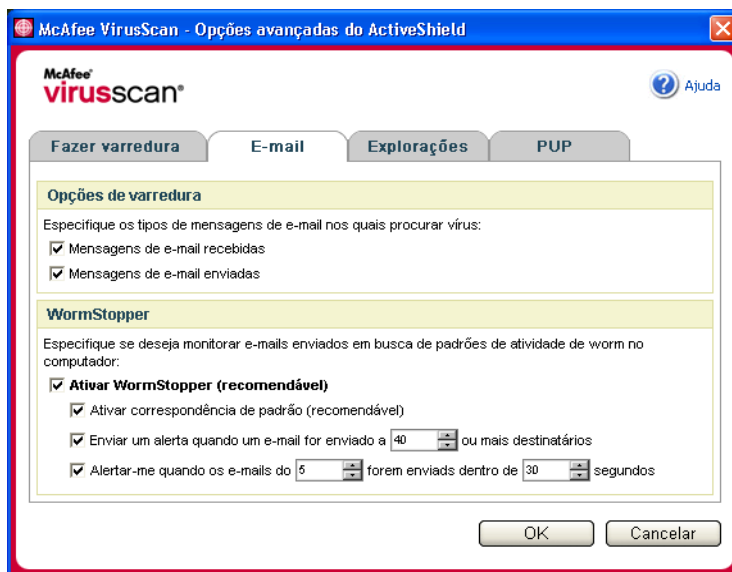 McAfee VirusScan - Opções avançadas do ActiveShield
McAfee®
virusscan®
? Ajuda
Fazer varredura
E-mail
Explorações
PUP
Opções de varredura
Especifique os tipos de mensagens de e-mail nos quais procurar vírus:
Mensagens de e-mail recebidas
Mensagens de e-mail enviadas
WormStopper
Especifique se deseja monitorar e-mails enviados em busca de padrões de atividade de worm no
computador:
Ativar WormStopper (recomendável)
Ativar correspondência de padrão (recomendável)
Enviar um alerta quando um e-mail for enviado a 40 ou mais destinatários
Alertar-me quando os e-mails do 5 forem enviads dentro de 30 segundos
OK
Cancelar